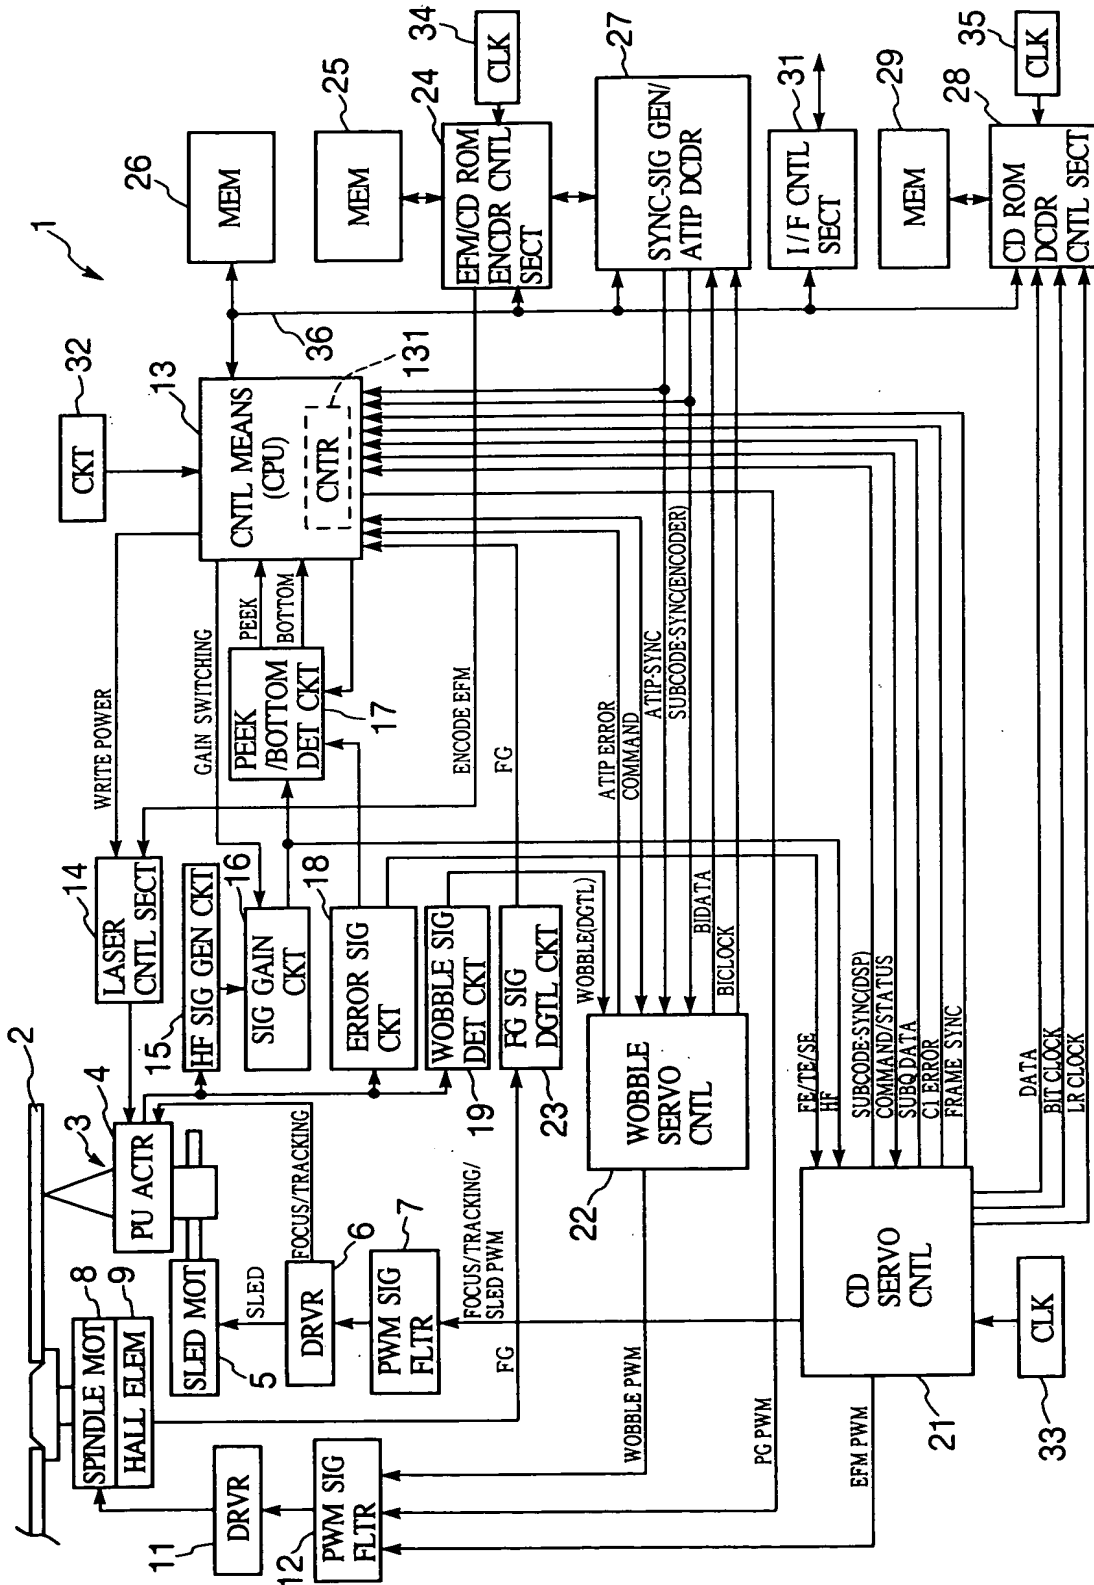 1
2
3
4
PU ACTR
SLED MOT
5
SPINDLE MOT
8
HALL ELEM
9
DRVR
11
PWM SIG
FLTR
12
DRVR
6
PWM SIG
FLTR
7
SLED
FOCUS/TRACKING
FOCUS/TRACKING/
SLED PWM
FG
LASER
CNTL SECT
14
HF SIG GEN CKT
15
SIG GAIN
CKT
16
ERROR SIG
CKT
18
WOBBLE SIG
DET CKT
19
FG SIG
DGTL CKT
23
WRITE POWER
GAIN SWITCHING
PEEK
BOTTOM
PEEK
/BOTTOM
DET CKT
17
ENCODE EFM
FG
CKT
32
CNTL MEANS
(CPU)
13
CNTR
131
36
MEM
26
MEM
25
EFM/CD ROM
ENCDR CNTL
SECT
24
CLK
34
SYNC-SIG GEN/
ATIP DCDR
27
I/F CNTL
SECT
31
MEM
29
CD ROM
DCDR
CNTL SECT
28
CLK
35
WOBBLE(DGTL)
ATIP ERROR
COMMAND
ATIP-SYNC
SUBCODE-SYNC(ENCODER)
BIDATA
BICLOCK
WOBBLE
SERVO
CNTL
22
WOBBLE PWM
PG PWM
EFM PWM
FE/TE/SE
HF
SUBCODE-SYNC(DSP)
COMMAND/STATUS
SUBQ DATA
C1 ERROR
FRAME SYNC
DATA
BIT CLOCK
LR CLOCK
CD
SERVO
CNTL
21
CLK
33